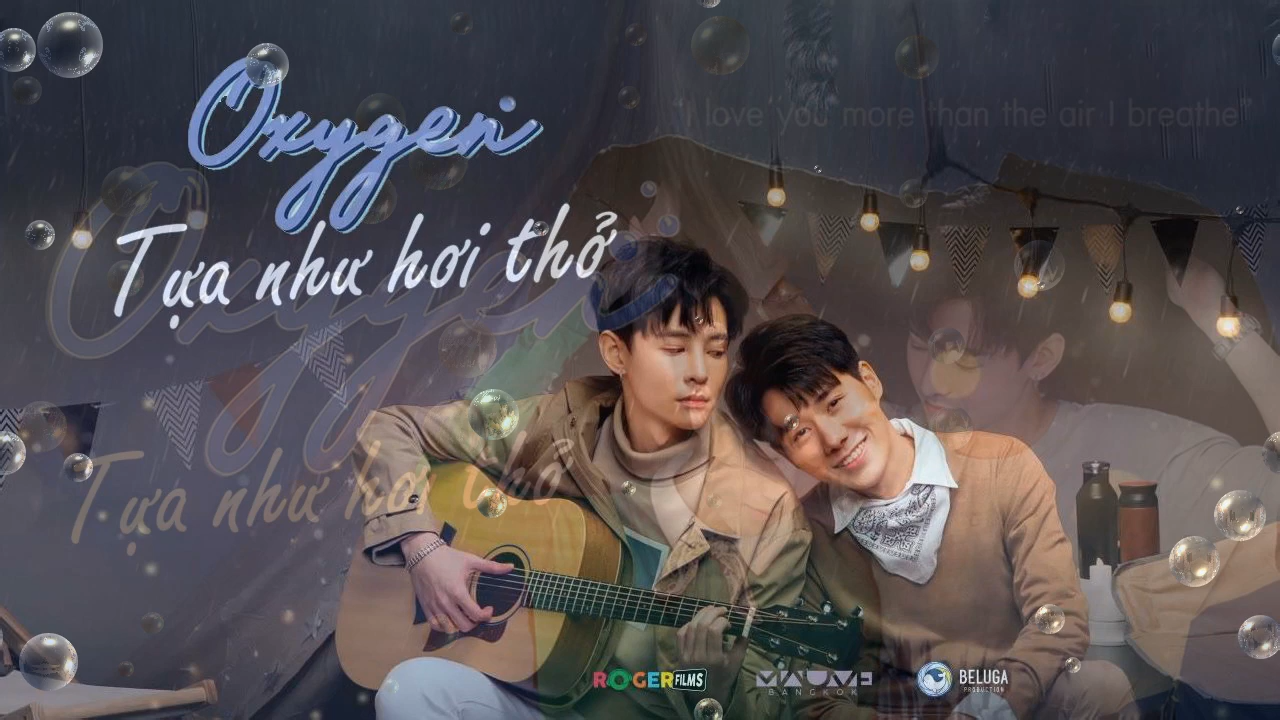 Oxygen
"I love you more than the air I breathe"
Tựa như hơi thở
Oxygen
Tựa như hơi thở
ROGER FILMS
MAUME
BANGKOK
BELUGA
PRODUCTION